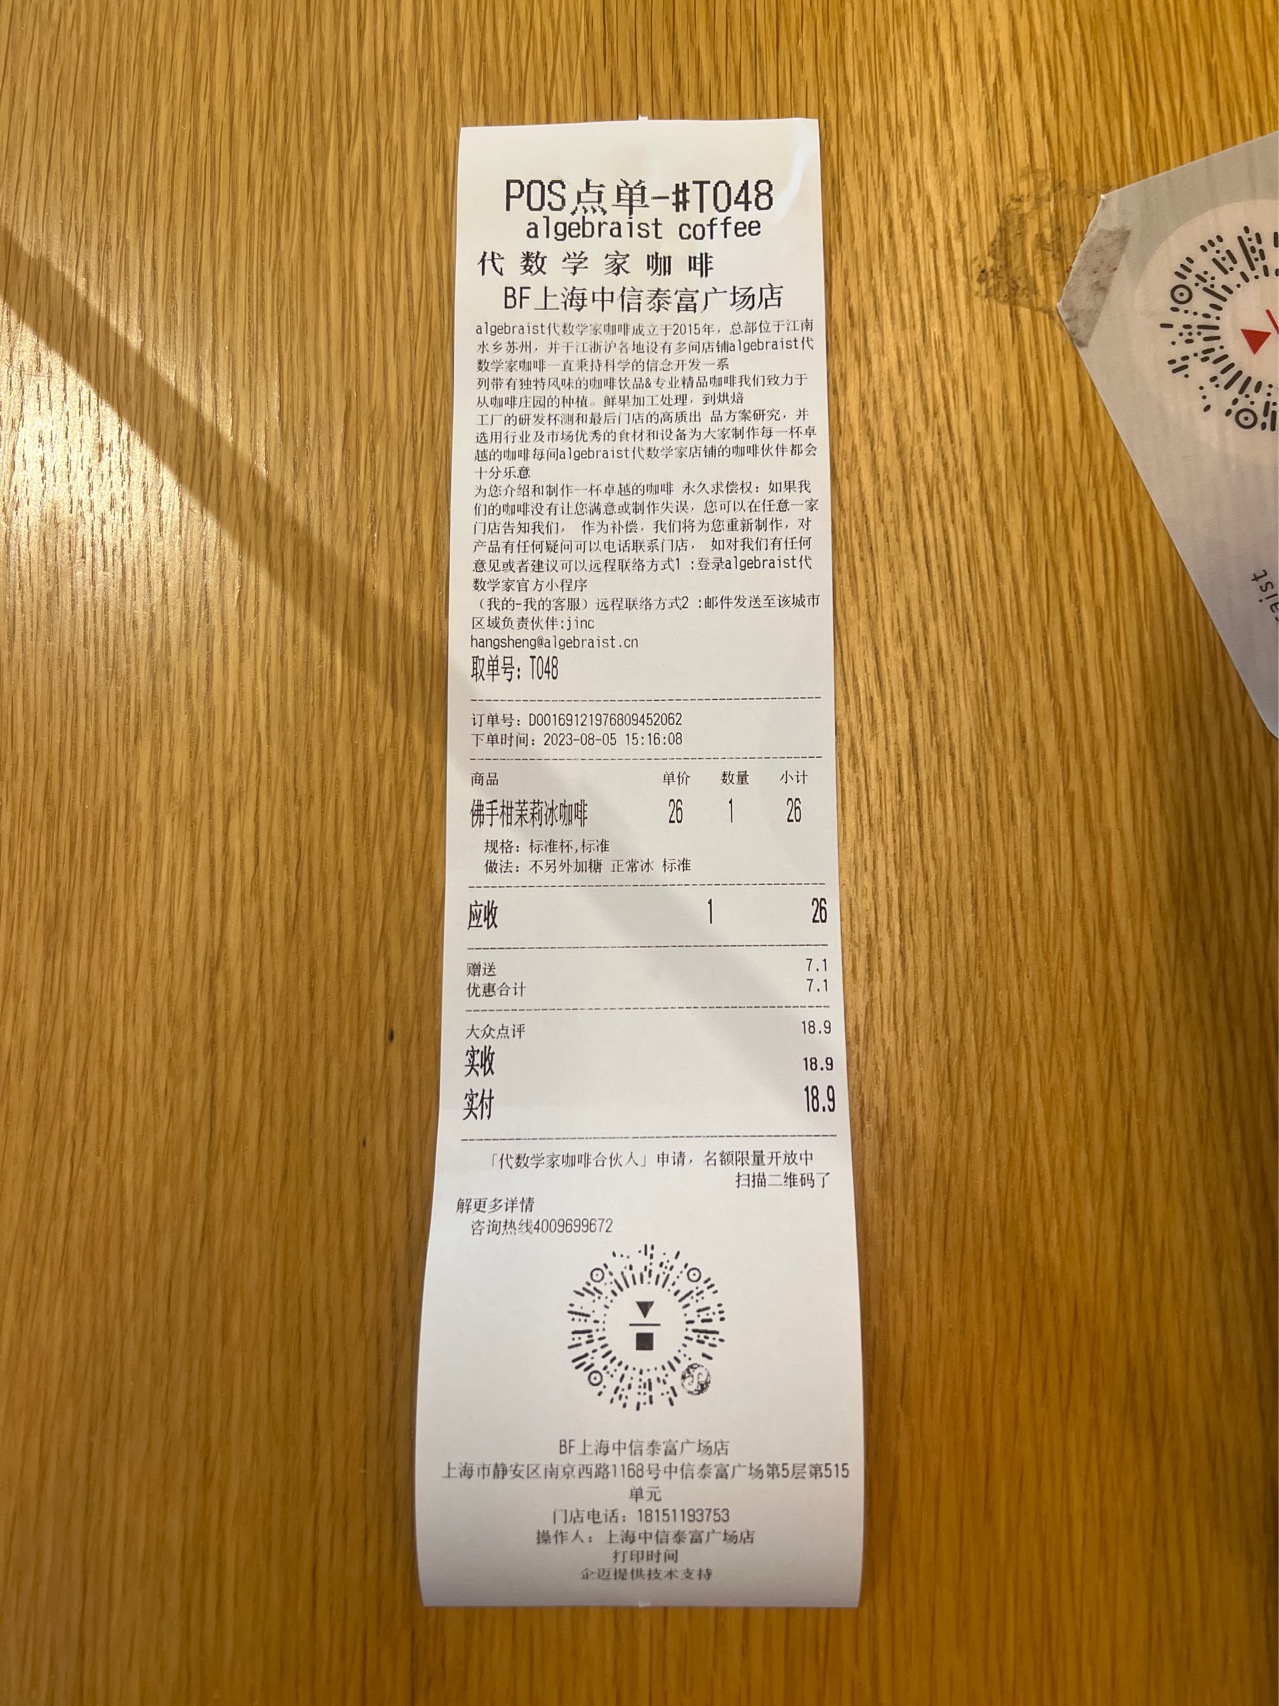 POS点单-#T048
algebraist coffee
代数学家咖啡
BF上海中信泰富广场店
algebraist代数学家咖啡成立于2015年，总部位于江南
水乡苏州，并于江浙沪各地设有多间店铺algebraist代
数学家咖啡一直秉持科学的信念开发一系
列带有独特风味的咖啡饮品&专业精品咖啡我们致力于
从咖啡庄园的种植。鲜果加工处理，到烘焙
工厂的研发杯测和最后门店的高质出 品方案研究，并
选用行业及市场优秀的食材和设备为大家制作每一杯卓
越的咖啡每间algebraist代数学家店铺的咖啡伙伴都会
十分乐意
为您介绍和制作一杯卓越的咖啡 永久求偿权：如果我
们的咖啡没有让您满意或制作失误，您可以在任意一家
门店告知我们， 作为补偿，我们将为您重新制作，对
产品有任何疑问可以电话联系门店， 如对我们有任何
意见或者建议可以远程联络方式1 :登录algebraist代
数学家官方小程序
（我的-我的客服）远程联络方式2 :邮件发送至该城市
区域负责伙伴:jinc
hangsheng@algebraist.cn
取单号：T048
订单号：D00169121976809452062
下单时间：2023-08-05 15:16:08
商品 单价 数量 小计
佛手柑茉莉冰咖啡 26 1 26
规格：标准杯,标准
做法：不另外加糖 正常冰 标准
应收 1 26
赠送 7.1
优惠合计 7.1
大众点评 18.9
实收 18.9
实付 18.9
「代数学家咖啡合伙人」申请，名额限量开放中
扫描二维码了
解更多详情
咨询热线4009699672
BF上海中信泰富广场店
上海市静安区南京西路1168号中信泰富广场第5层第515
单元
门店电话：18151193753
操作人：上海中信泰富广场店
打印时间
企迈提供技术支持